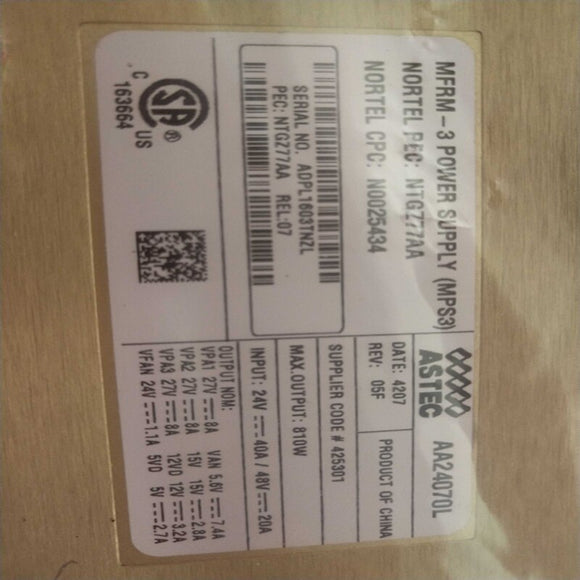 MFRM-3 POWER SUPPLY (MPS3)
NORTEL PEC: NTGZ77AA
NORTEL CPC: N0025434
SERIAL NO. ADPL1603TNZL
PEC: NTGZ77AA REL:07
SA®
C US
163664
ASTEC AA24070L
DATE: 4207 PRODUCT OF CHINA
REV: 05F
SUPPLIER CODE # 425301
MAX.OUTPUT: 810W
INPUT: 24V⎓40A / 48V⎓20A
OUTPUT NOM:
VPA1 27V⎓8A VAN 5.6V⎓7.4A
VPA2 27V⎓8A 15V 15V⎓2.8A
VPA3 27V⎓8A 12VD 12V⎓3.2A
VFAN 24V⎓1.1A 5VD 5V⎓2.7A